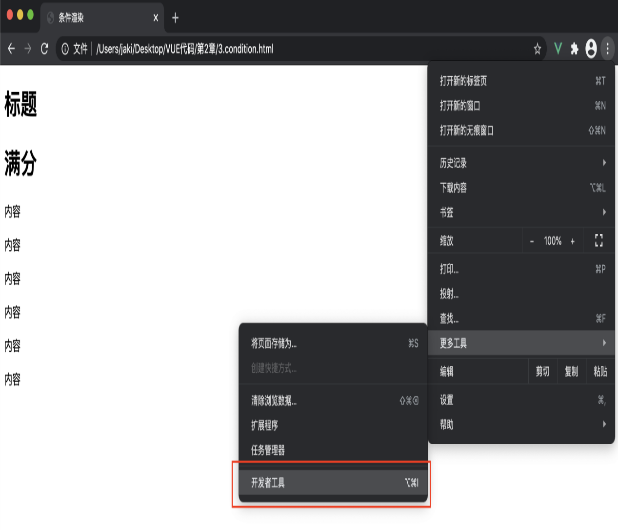 条件渲染
文件 /Users/jaki/Desktop/VUE代码/第2章/3.condition.html
标题
满分
内容
内容
内容
内容
内容
内容
打开新的标签页 ⌘T
打开新的窗口 ⌘N
打开新的无痕窗口 ⇧⌘N
历史记录
下载内容 ⌥⌘L
书签
缩放 - 100% +
打印... ⌘P
投射...
查找... ⌘F
更多工具
编辑 剪切 复制 粘贴
设置 ⌘,
帮助
将页面存储为... ⌘S
创建快捷方式...
清除浏览数据... ⇧⌘⌫
扩展程序
任务管理器
开发者工具 ⌥⌘I